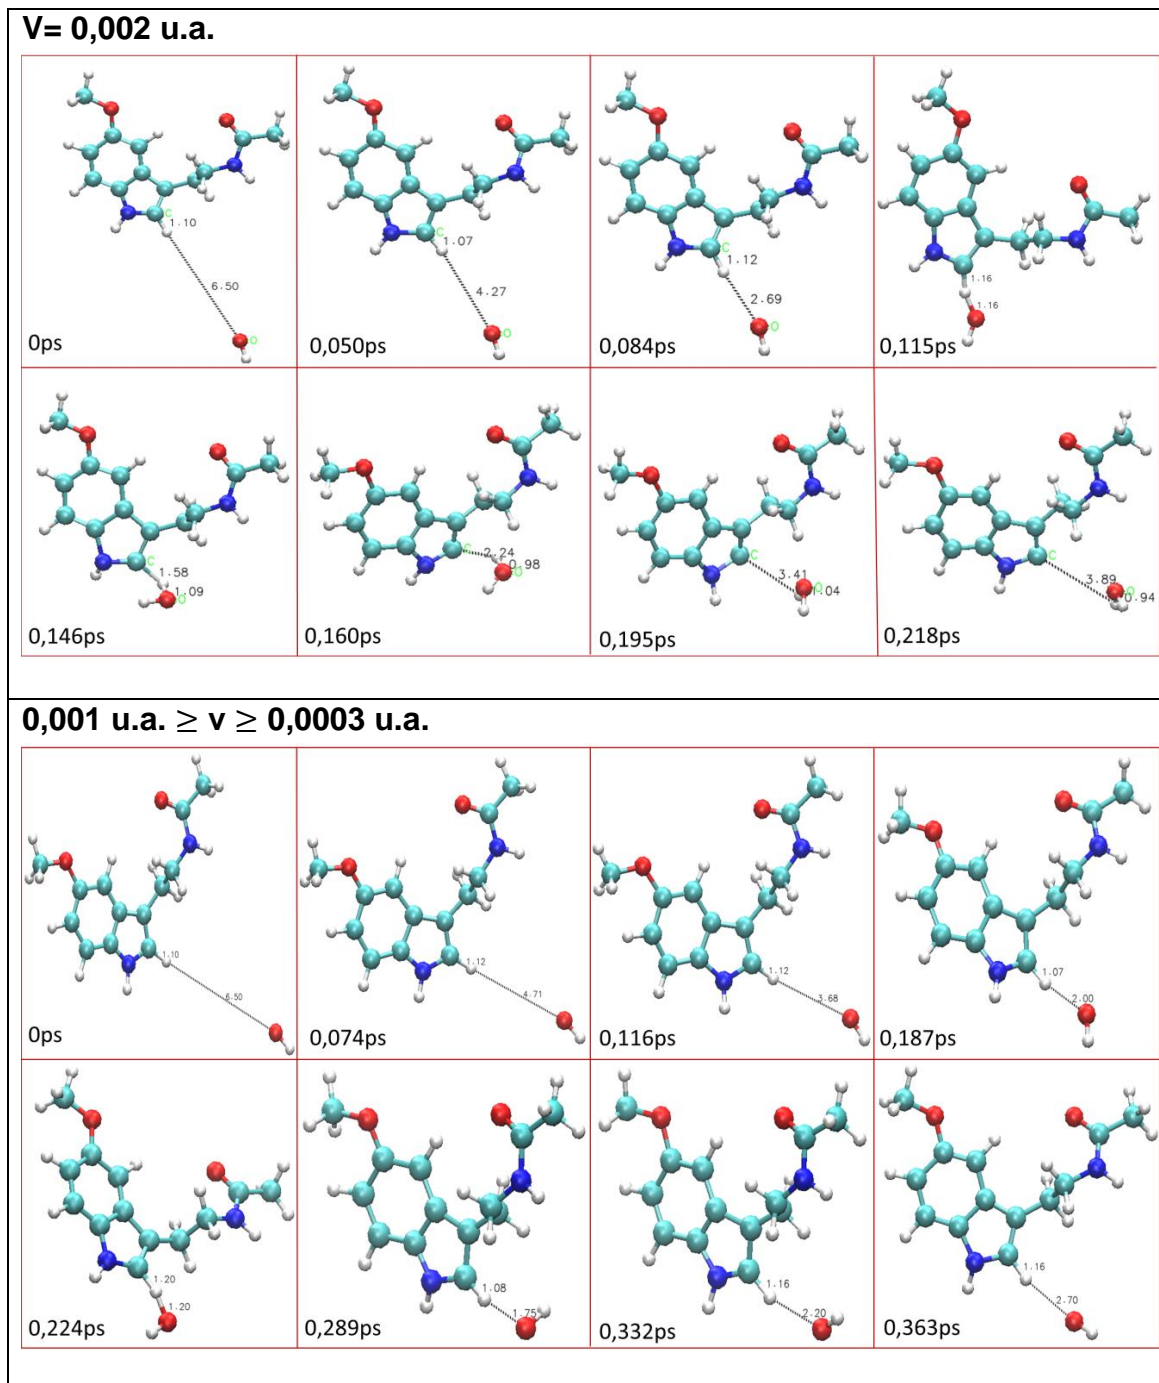 V= 0,002 u.a.
C
1.10
6.50
O
0ps
C
1.07
4.27
O
0,050ps
C
1.12
2.69
O
0,084ps
1.16
1.16
0,115ps
C
1.58
1.09
O
0,146ps
C
2.24
0.98
O
0,160ps
C
3.41
O
1.04
0,195ps
C
3.89
O
0.94
0,218ps
0,001 u.a. ≥ v ≥ 0,0003 u.a.
1.10
6.50
0ps
1.12
4.71
0,074ps
1.12
3.68
0,116ps
1.07
2.00
0,187ps
1.20
1.20
0,224ps
1.08
1.75
0,289ps
1.16
2.20
0,332ps
1.16
2.70
0,363ps